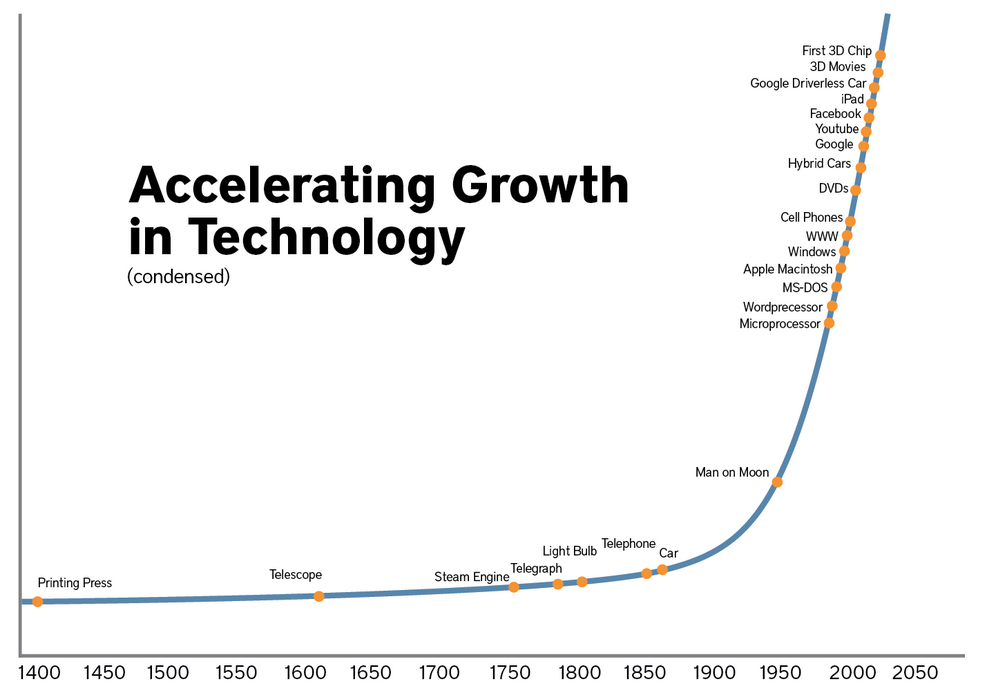 First 3D Chip
3D Movies
Google Driverless Car
iPad
Facebook
Youtube
Google
Hybrid Cars
DVDs
Accelerating Growth
in Technology
(condensed)
Cell Phones
WWW
Windows
Apple Macintosh
MS-DOS
Wordprecessor
Microprocessor
Man on Moon
Telephone
Light Bulb
Car
Telegraph
Steam Engine
Telescope
Printing Press
1400 1450 1500 1550 1600 1650 1700 1750 1800 1850 1900 1950 2000 2050